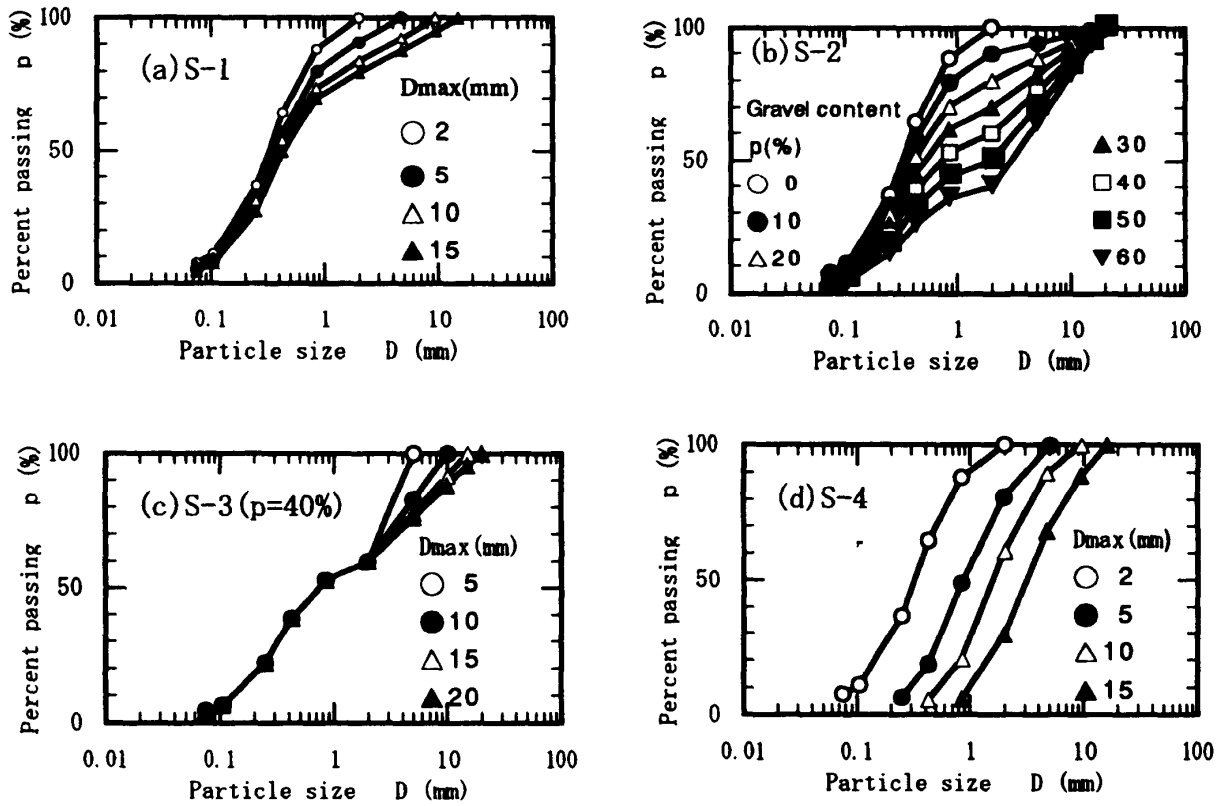 Percent passing p (%)
100
50
0
(a)S-1
Dmax(mm)
2
5
10
15
0.01 0.1 1 10 100
Particle size D (mm)
Percent passing p (%)
100
50
0
(b)S-2
Gravel content
p(%)
0
10
20
30
40
50
60
0.01 0.1 1 10 100
Particle size D (mm)
Percent passing p (%)
100
50
0
(c)S-3(p=40%)
Dmax(mm)
5
10
15
20
0.01 0.1 1 10 100
Particle size D (mm)
Percent passing p (%)
100
50
0
(d)S-4
Dmax(mm)
2
5
10
15
0.01 0.1 1 10 100
Particle size D (mm)